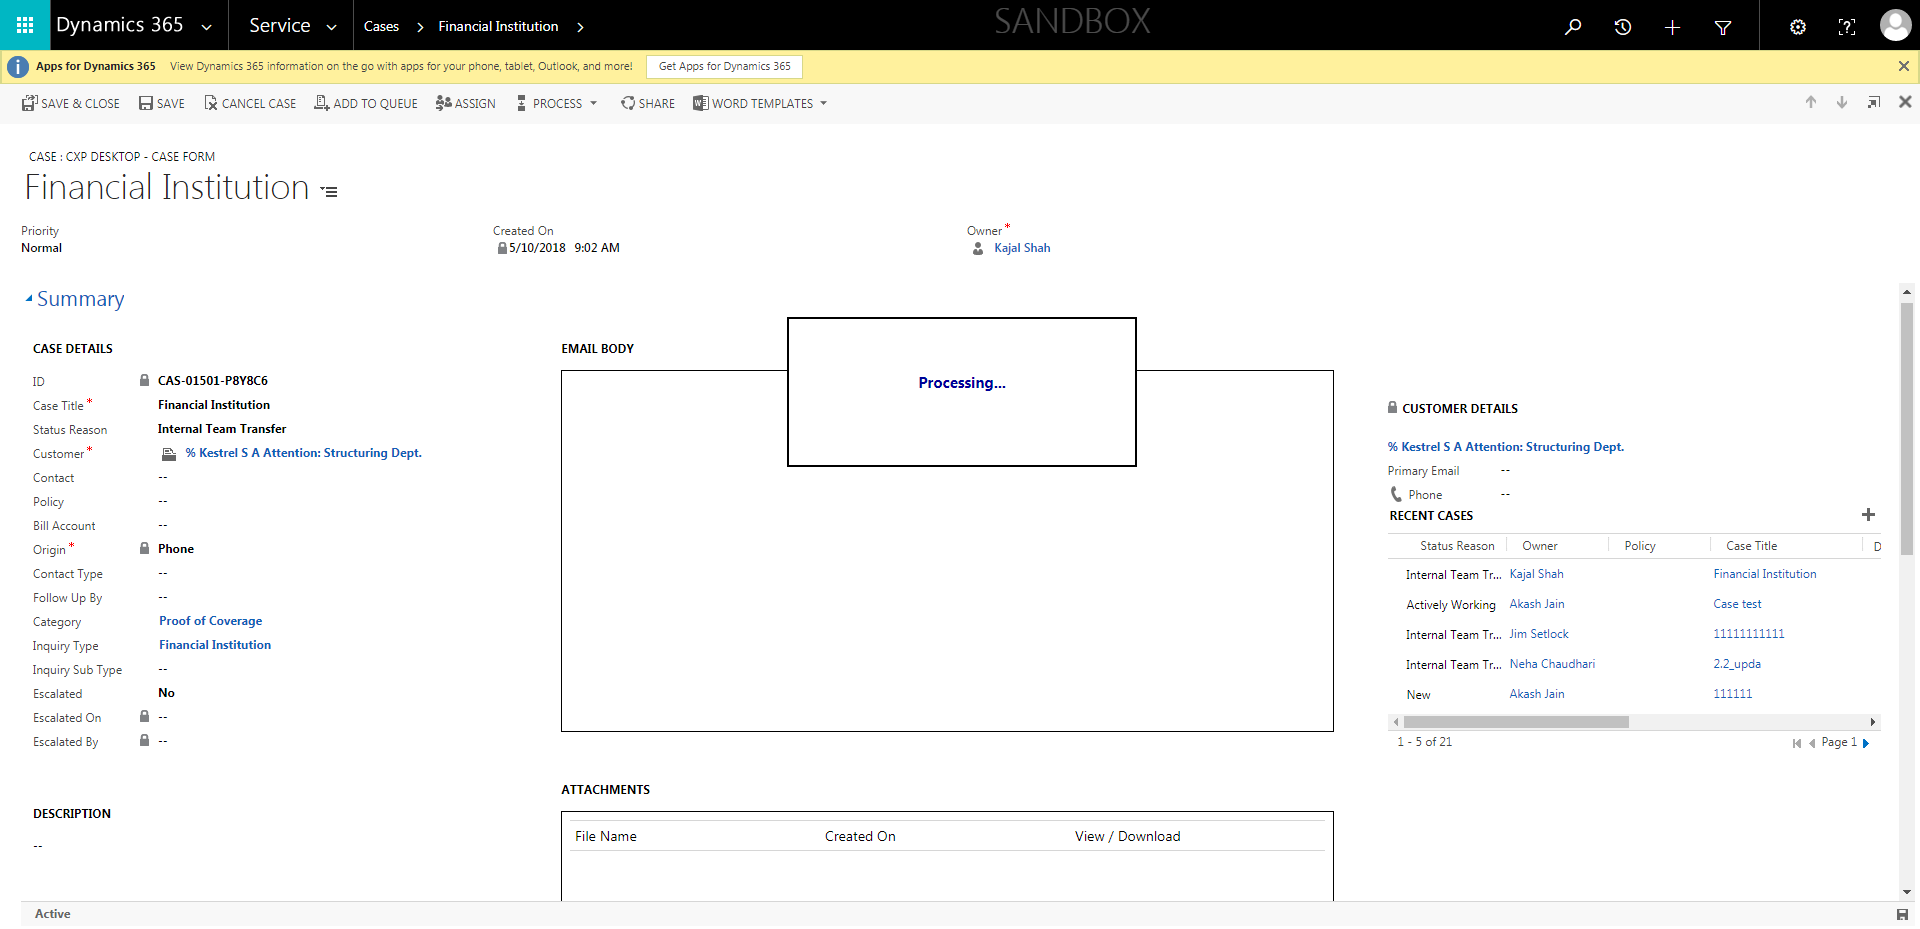 Dynamics 365 Service Cases Financial Institution SANDBOX
Apps for Dynamics 365 View Dynamics 365 information on the go with apps for your phone, tablet, Outlook, and more! Get Apps for Dynamics 365
SAVE & CLOSE SAVE CANCEL CASE ADD TO QUEUE ASSIGN PROCESS SHARE WORD TEMPLATES
CASE : CXP DESKTOP - CASE FORM
Financial Institution
Priority
Normal
Created On
5/10/2018 9:02 AM
Owner*
Kajal Shah
Summary
CASE DETAILS
ID CAS-01501-P8Y8C6
Case Title* Financial Institution
Status Reason Internal Team Transfer
Customer* % Kestrel S A Attention: Structuring Dept.
Contact --
Policy --
Bill Account --
Origin* Phone
Contact Type --
Follow Up By --
Category Proof of Coverage
Inquiry Type Financial Institution
Inquiry Sub Type --
Escalated No
Escalated On --
Escalated By --
DESCRIPTION
--
EMAIL BODY
Processing...
ATTACHMENTS
File Name Created On View / Download
CUSTOMER DETAILS
% Kestrel S A Attention: Structuring Dept.
Primary Email --
Phone --
RECENT CASES
Status Reason Owner Policy Case Title D
Internal Team Tr... Kajal Shah Financial Institution
Actively Working Akash Jain Case test
Internal Team Tr... Jim Setlock 11111111111
Internal Team Tr... Neha Chaudhari 2.2_upda
New Akash Jain 111111
1 - 5 of 21 Page 1
Active